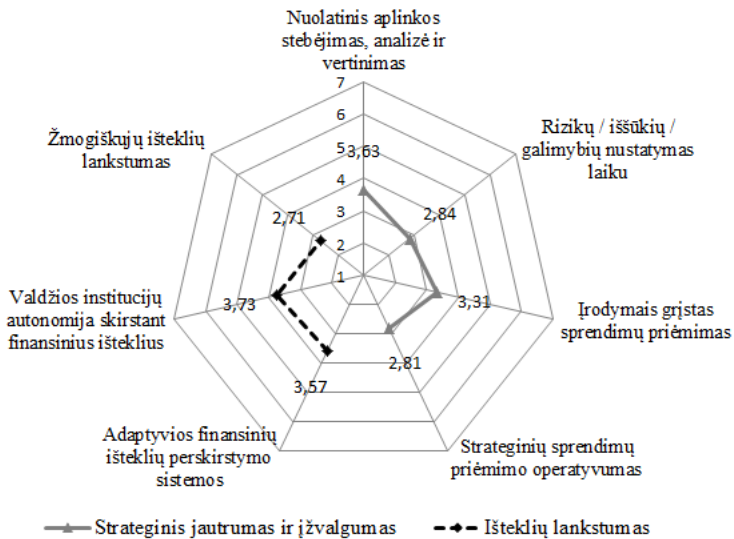 Nuolatinis aplinkos
stebėjimas, analizė ir
vertinimas
7
6
5
3,63
4
3
2
1
Rizikų / iššūkių /
galimybių nustatymas
laiku
2,84
Žmogiškųjų išteklių
lankstumas
2,71
Valdžios institucijų
autonomija skirstant
finansinius išteklius
3,73
3,31
Įrodymais grįstas
sprendimų priėmimas
2,81
3,57
Adaptyvios finansinių
išteklių perskirstymo
sistemos
Strateginių sprendimų
priėmimo operatyvumas
Strateginis jautrumas ir įžvalgumas
Išteklių lankstumas